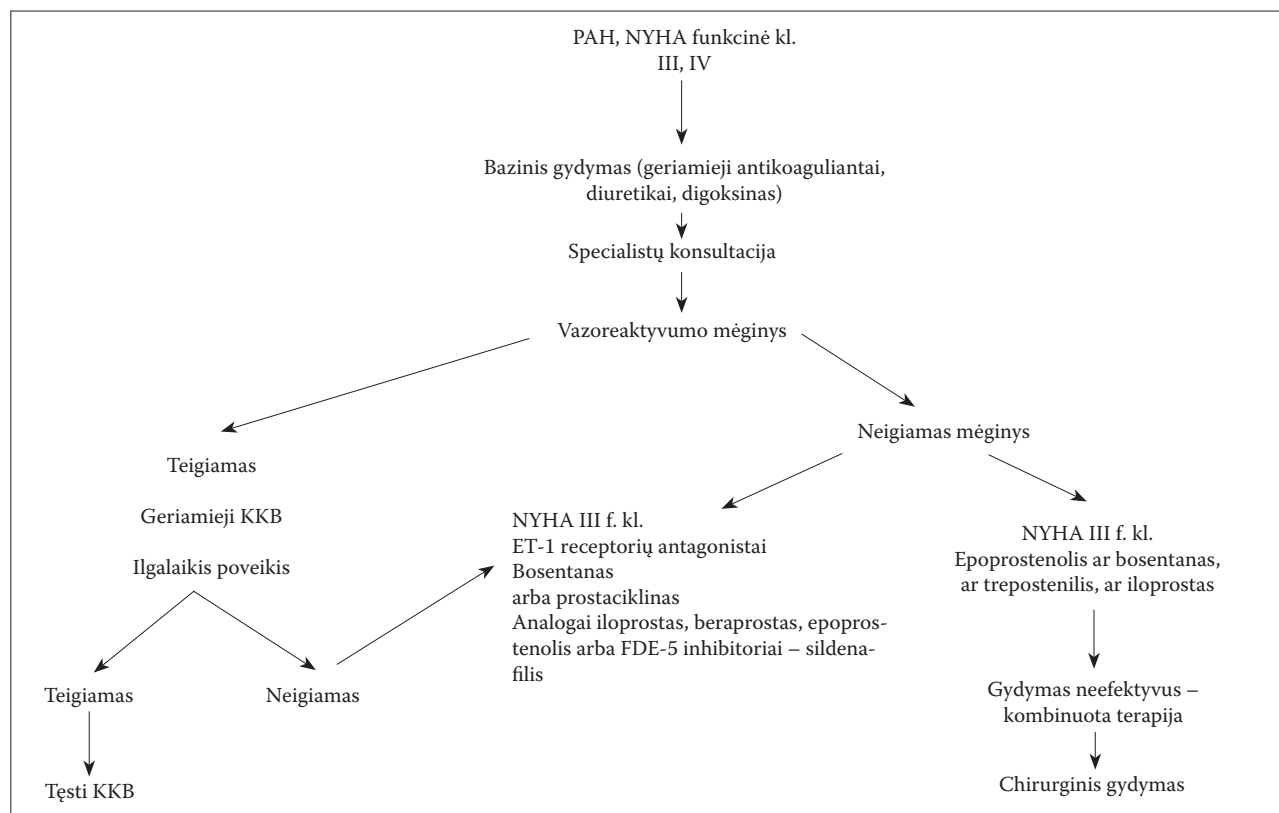 PAH, NYHA funkcinė kl.
III, IV
Bazinis gydymas (geriamieji antikoaguliantai,
diuretikai, digoksinas)
Specialistų konsultacija
Vazoreaktyvumo mėginys
Teigiamas
Geriamieji KKB
Ilgalaikis poveikis
Teigiamas
Neigiamas
Tęsti KKB
Neigiamas mėginys
NYHA III f. kl.
ET-1 receptorių antagonistai
Bosentanas
arba prostaciklinas
Analogai iloprostas, beraprostas, epopros-
tenolis arba FDE-5 inhibitoriai – sildena-
filis
NYHA III f. kl.
Epoprostenolis ar bosentanas,
ar trepostenilis, ar iloprostas
Gydymas neefektyvus –
kombinuota terapija
Chirurginis gydymas